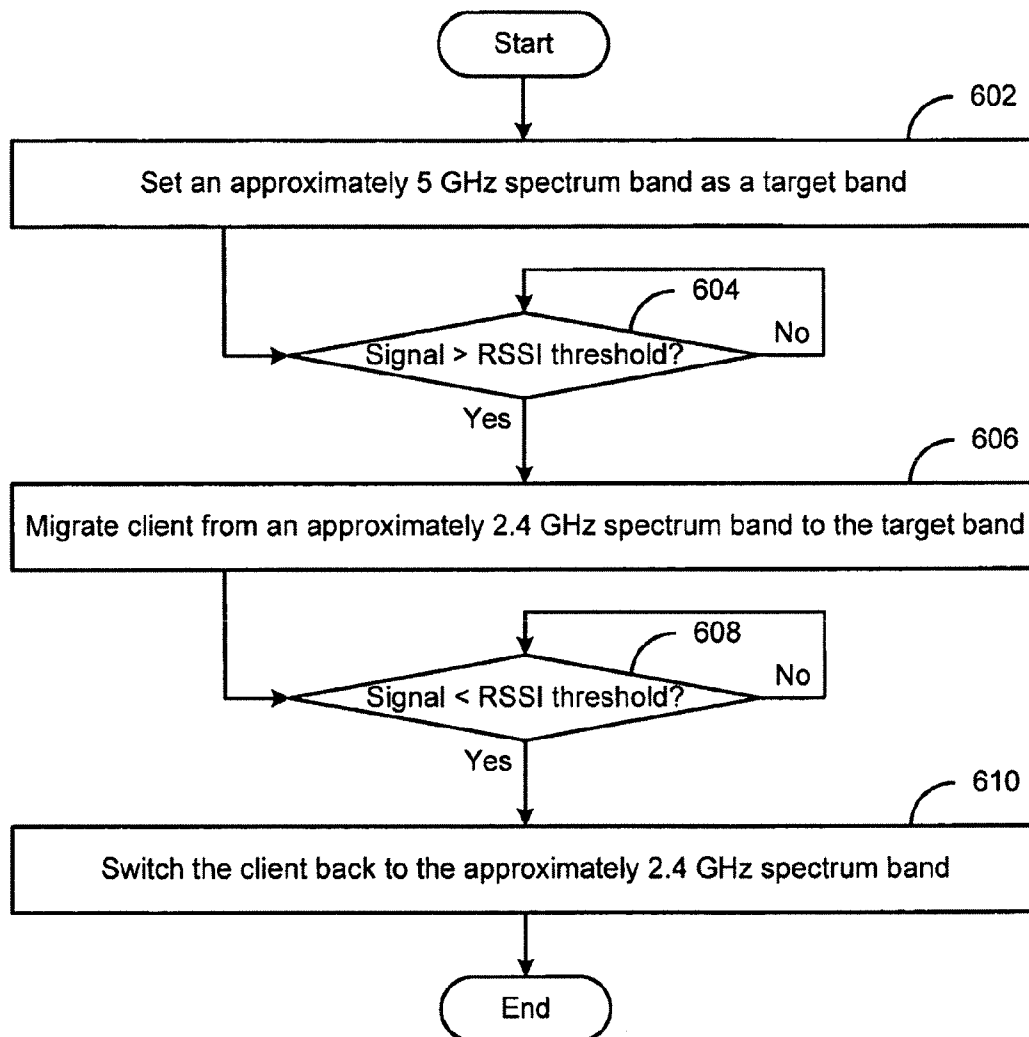 Start
602
Set an approximately 5 GHz spectrum band as a target band
604
Signal > RSSI threshold?
No
Yes
606
Migrate client from an approximately 2.4 GHz spectrum band to the target band
608
Signal < RSSI threshold?
No
Yes
610
Switch the client back to the approximately 2.4 GHz spectrum band
End